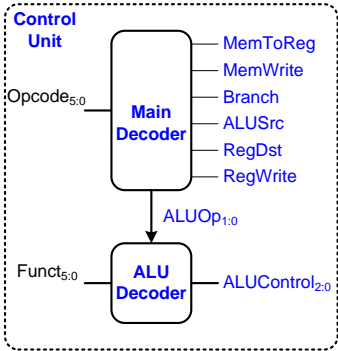 Control
Unit
Opcode5:0
Main
Decoder
MemToReg
MemWrite
Branch
ALUSrc
RegDst
RegWrite
ALUOp1:0
Funct5:0
ALU
Decoder
ALUControl2:0